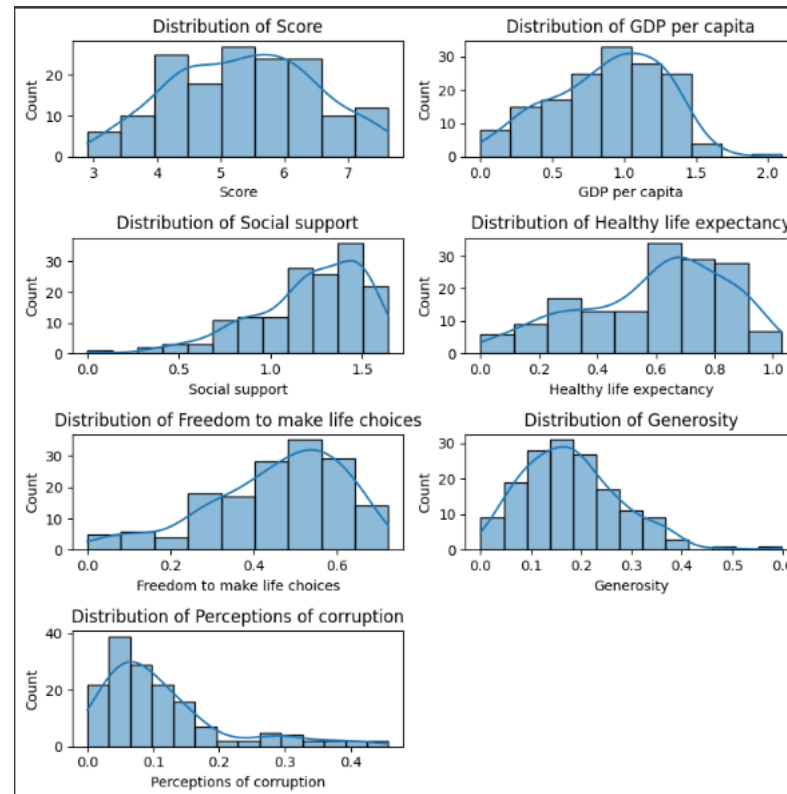 Distribution of Score
20
10
0
Count
3 4 5 6 7
Score
Distribution of GDP per capita
30
20
10
0
Count
0.0 0.5 1.0 1.5 2.0
GDP per capita
Distribution of Social support
30
20
10
0
Count
0.0 0.5 1.0 1.5
Social support
Distribution of Healthy life expectancy
30
20
10
0
Count
0.0 0.2 0.4 0.6 0.8 1.0
Healthy life expectancy
Distribution of Freedom to make life choices
30
20
10
0
Count
0.0 0.2 0.4 0.6
Freedom to make life choices
Distribution of Generosity
30
20
10
0
Count
0.0 0.1 0.2 0.3 0.4 0.5 0.6
Generosity
Distribution of Perceptions of corruption
40
20
0
Count
0.0 0.1 0.2 0.3 0.4
Perceptions of corruption